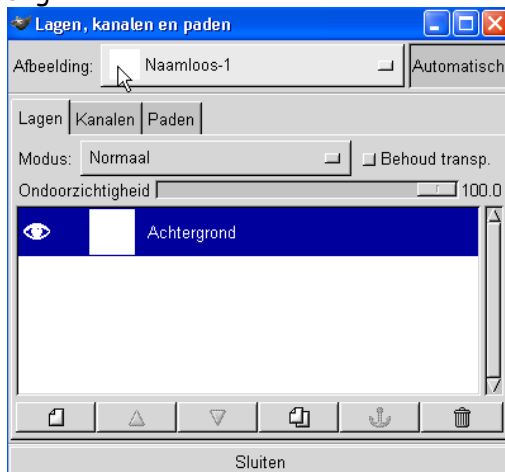 Lagen, kanalen en paden
Afbeelding: Naamloos-1 Automatisch
Lagen Kanalen Paden
Modus: Normaal Behoud transp.
Ondoorzichtigheid 100.0
Achtergrond
Sluiten